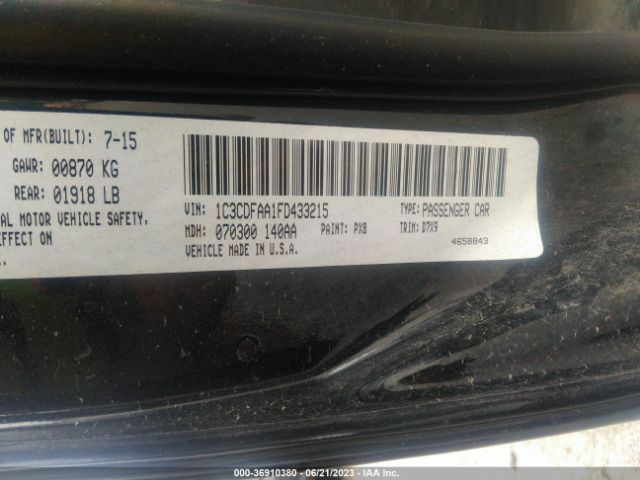 OF MFR(BUILT): 7-15
GAWR: 00870 KG
REAR: 01918 LB
AL MOTOR VEHICLE SAFETY,
EFFECT ON
VIN: 1C3CDFAA1FD433215
TYPE: PASSENGER CAR
MDH: 070300 140AA
PAINT: PX8
TRIM: D7X9
VEHICLE MADE IN U.S.A.
4658843
000-36910380 - 06/21/2023 - IAA Inc.